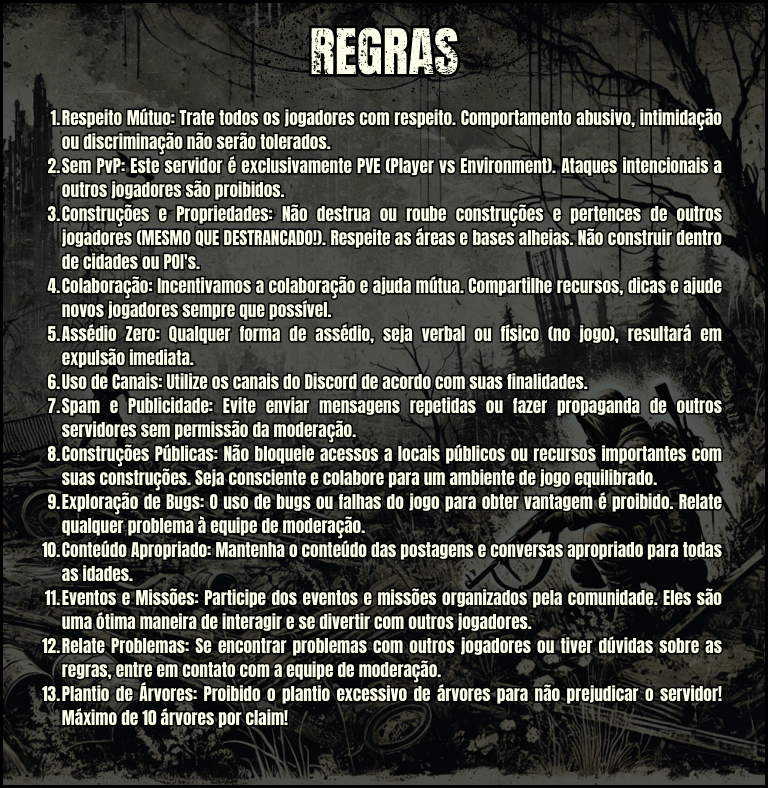 REGRAS
1. Respeito Mútuo: Trate todos os jogadores com respeito. Comportamento abusivo, intimidação
ou discriminação não serão tolerados.
2. Sem PvP: Este servidor é exclusivamente PVE (Player vs Environment). Ataques intencionais a
outros jogadores são proibidos.
3. Construções e Propriedades: Não destrua ou roube construções e pertences de outros
jogadores (MESMO QUE DESTRANCADO!). Respeite as áreas e bases alheias. Não construir dentro
de cidades ou POI's.
4. Colaboração: Incentivamos a colaboração e ajuda mútua. Compartilhe recursos, dicas e ajude
novos jogadores sempre que possível.
5. Assédio Zero: Qualquer forma de assédio, seja verbal ou físico (no jogo), resultará em
expulsão imediata.
6. Uso de Canais: Utilize os canais do Discord de acordo com suas finalidades.
7. Spam e Publicidade: Evite enviar mensagens repetidas ou fazer propaganda de outros
servidores sem permissão da moderação.
8. Construções Públicas: Não bloqueie acessos a locais públicos ou recursos importantes com
suas construções. Seja consciente e colabore para um ambiente de jogo equilibrado.
9. Exploração de Bugs: O uso de bugs ou falhas do jogo para obter vantagem é proibido. Relate
qualquer problema à equipe de moderação.
10. Conteúdo Apropriado: Mantenha o conteúdo das postagens e conversas apropriado para todas
as idades.
11. Eventos e Missões: Participe dos eventos e missões organizados pela comunidade. Eles são
uma ótima maneira de interagir e se divertir com outros jogadores.
12. Relate Problemas: Se encontrar problemas com outros jogadores ou tiver dúvidas sobre as
regras, entre em contato com a equipe de moderação.
13. Plantio de Árvores: Proibido o plantio excessivo de árvores para não prejudicar o servidor!
Máximo de 10 árvores por claim!